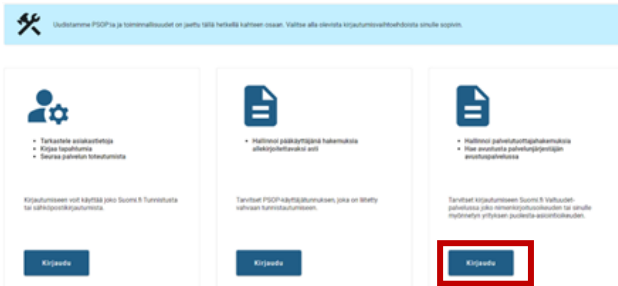 Uudistamme PSOP:ia ja toiminnallisuudet on jaettu tällä hetkellä kahteen osaan. Valitse alla olevista kirjautumisvaihtoehdoista sinulle sopivin.
Tarkastele asiakastietoja
Kirjaa tapahtumia
Seuraa palvelun toteutumista
Kirjautumiseen voit käyttää joko Suomi.fi Tunnistusta
tai sähköpostikirjautumista.
Kirjaudu
Hallinnoi pääkäyttäjänä hakemuksia
allekirjoitettavaksi asti
Tarvitset PSOP-käyttäjätunnuksen, joka on liitetty
vahvaan tunnistautumiseen.
Kirjaudu
Hallinnoi palvelutuottajahakemuksia
Hae avustusta palvelunjärjestäjän
avustuspalvelussa
Tarvitset kirjautumiseen Suomi.fi Valtuudet-
palvelussa joko nimenkirjoitusoikeuden tai sinulle
myönnetyn yrityksen puolesta-asiointioikeuden.
Kirjaudu